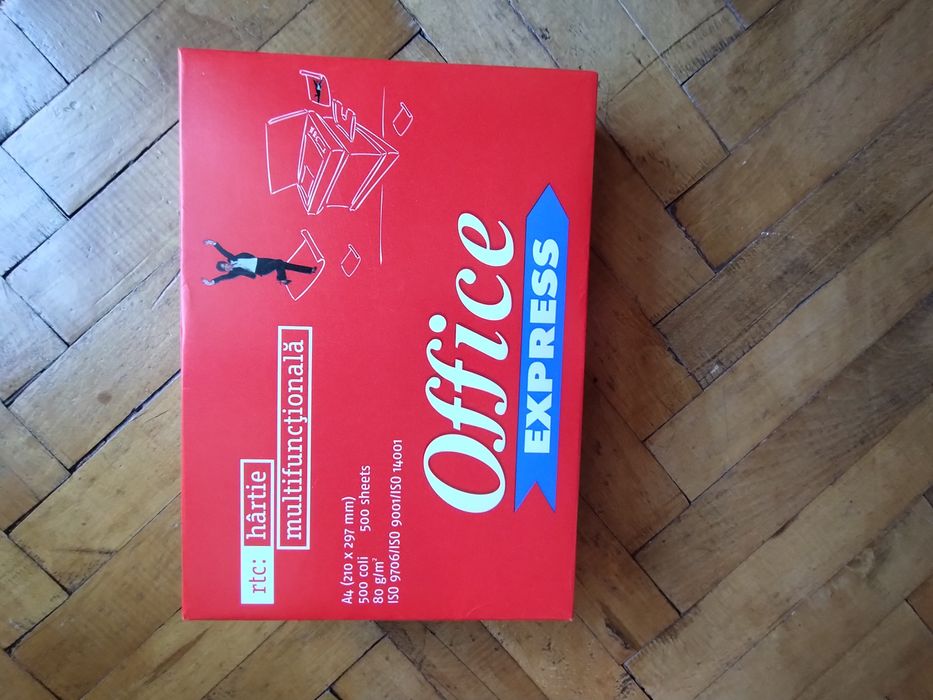 rtc: hârtie
multifuncțională
A4 (210 x 297 mm)
500 coli 500 sheets
80 g/m²
ISO 9706/ISO 9001/ISO 14001
Office
EXPRESS